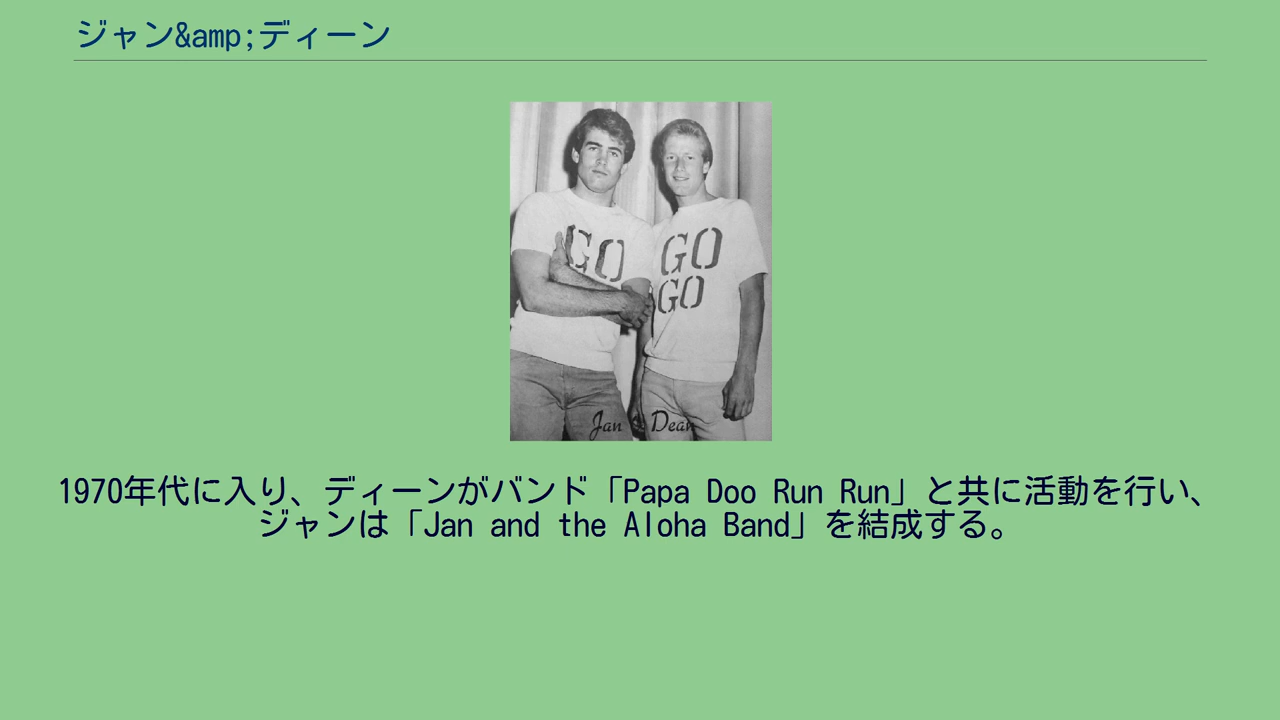 ジャン&amp;ディーン
GO
GO
GO
Jan & Dean
1970年代に入り、ディーンがバンド「Papa Doo Run Run」と共に活動を行い、
ジャンは「Jan and the Aloha Band」を結成する。